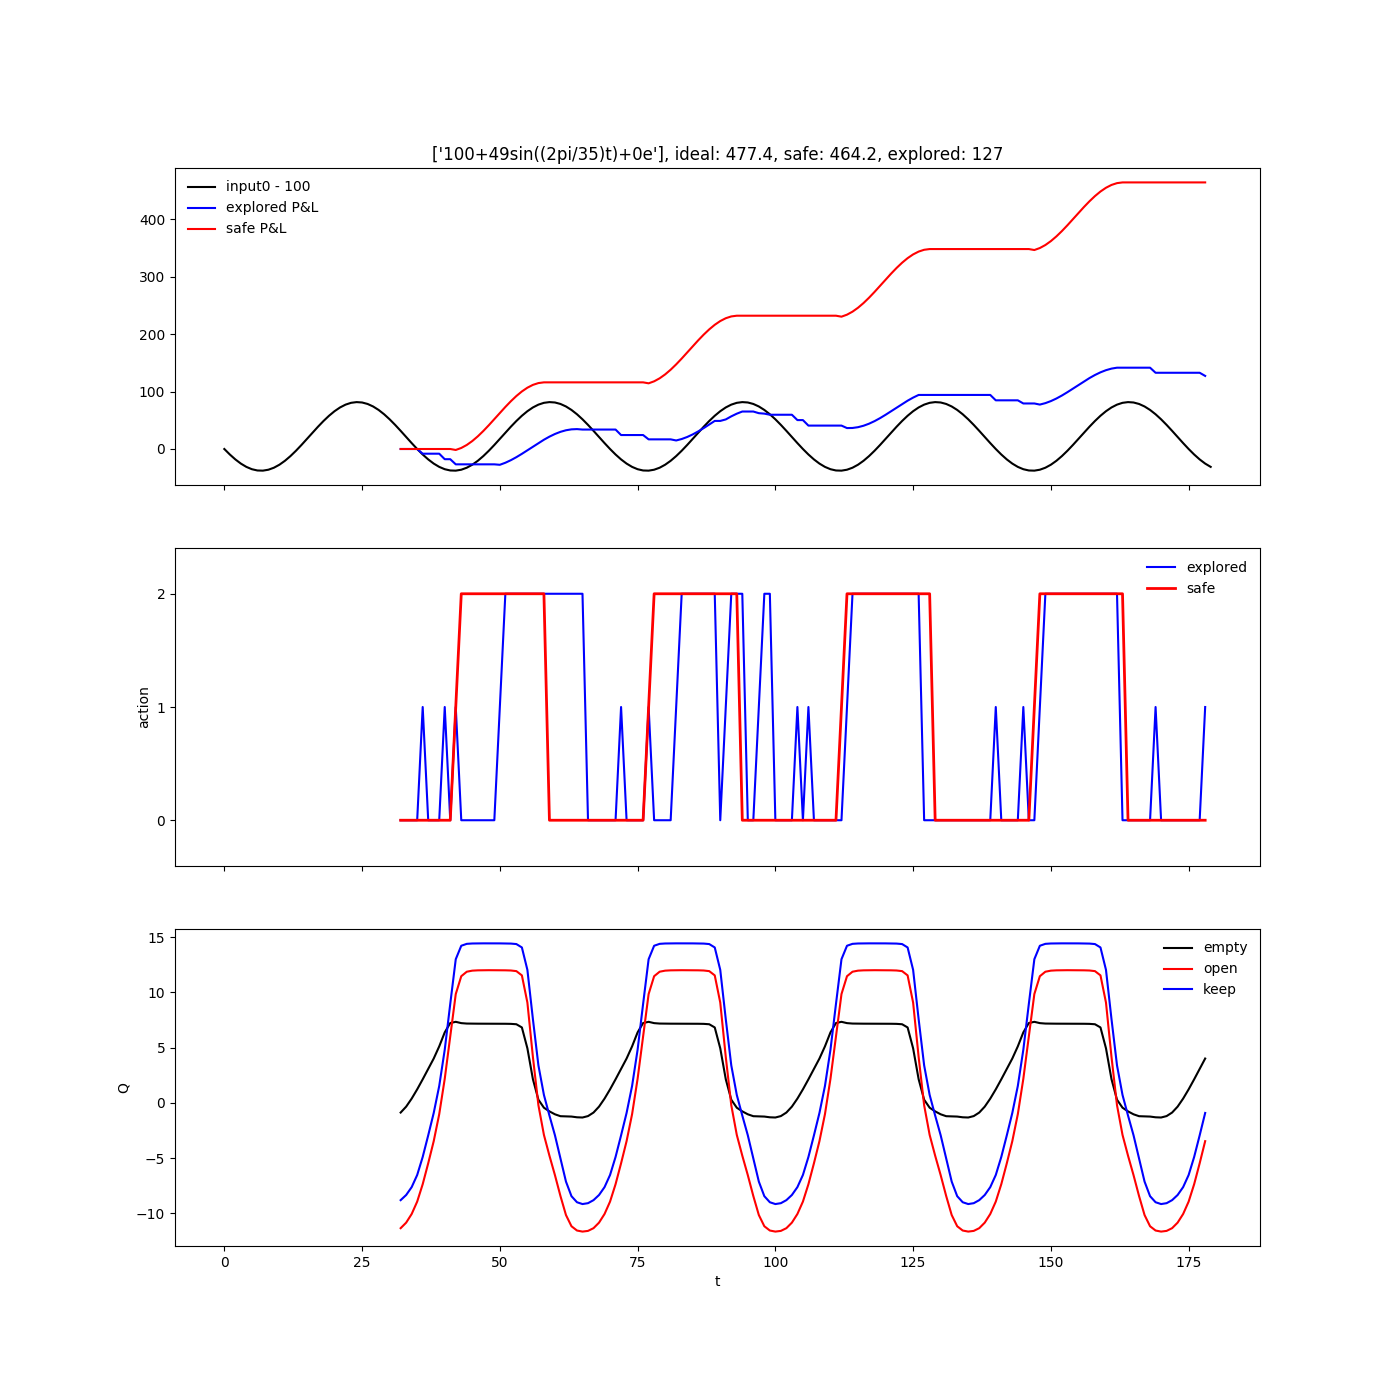 ['100+49sin((2pi/35)t)+0e'], ideal: 477.4, safe: 464.2, explored: 127
input0 - 100
explored P&L
safe P&L
400
300
200
100
0
explored
safe
2
1
0
action
empty
open
keep
15
10
5
0
−5
−10
Q
0 25 50 75 100 125 150 175
t